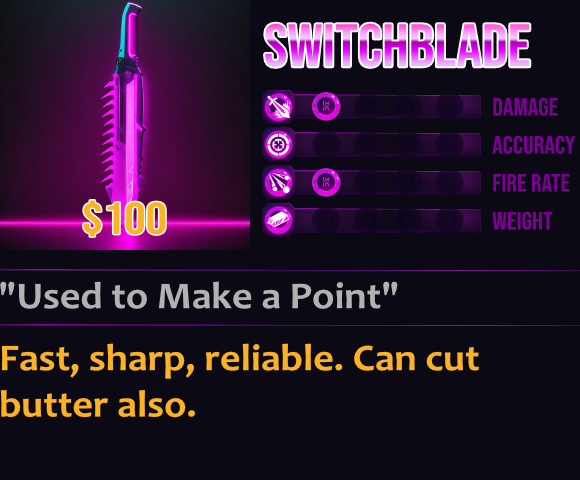 SWITCHBLADE
DAMAGE
ACCURACY
FIRE RATE
WEIGHT
$100
"Used to Make a Point"
Fast, sharp, reliable. Can cut
butter also.